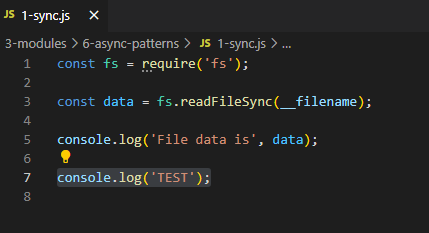 JS 1-sync.js ×
3-modules > 6-async-patterns > JS 1-sync.js > ...
1 const fs = require('fs');
2
3 const data = fs.readFileSync(__filename);
4
5 console.log('File data is', data);
6
7 console.log('TEST');
8